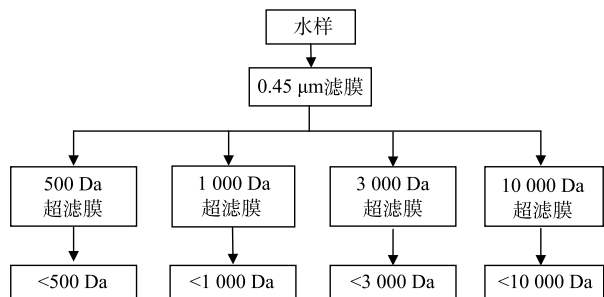 水样
0.45 μm滤膜
500 Da
超滤膜
1 000 Da
超滤膜
3 000 Da
超滤膜
10 000 Da
超滤膜
<500 Da
<1 000 Da
<3 000 Da
<10 000 Da